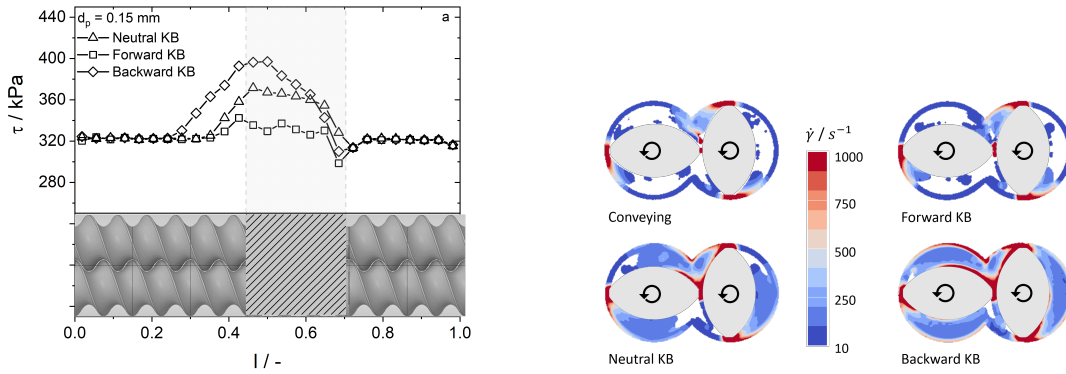 a
d_p = 0.15 mm
Neutral KB
Forward KB
Backward KB
440
400
360
320
280
τ / kPa
0.0 0.2 0.4 0.6 0.8 1.0
l / -
Conveying
Forward KB
Neutral KB
Backward KB
γ̇ / s⁻¹
1000
750
500
250
10